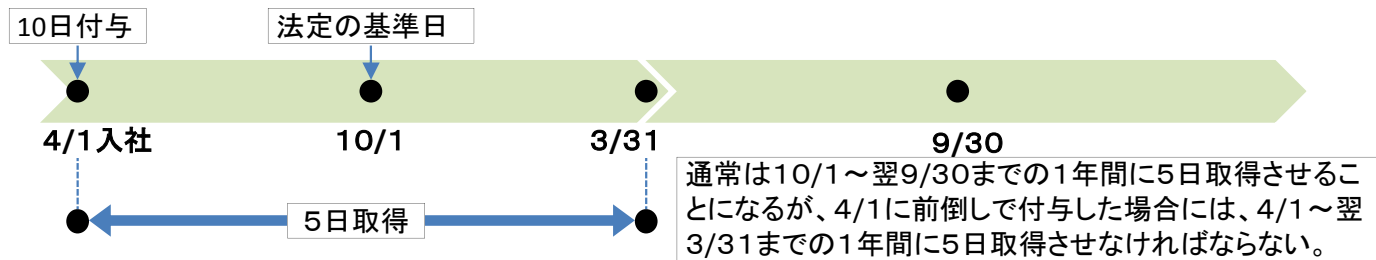 10日付与
法定の基準日
4/1入社
10/1
3/31
9/30
5日取得
通常は10/1~翌9/30までの1年間に5日取得させるこ
とになるが、4/1に前倒しで付与した場合には、4/1~翌
3/31までの1年間に5日取得させなければならない。